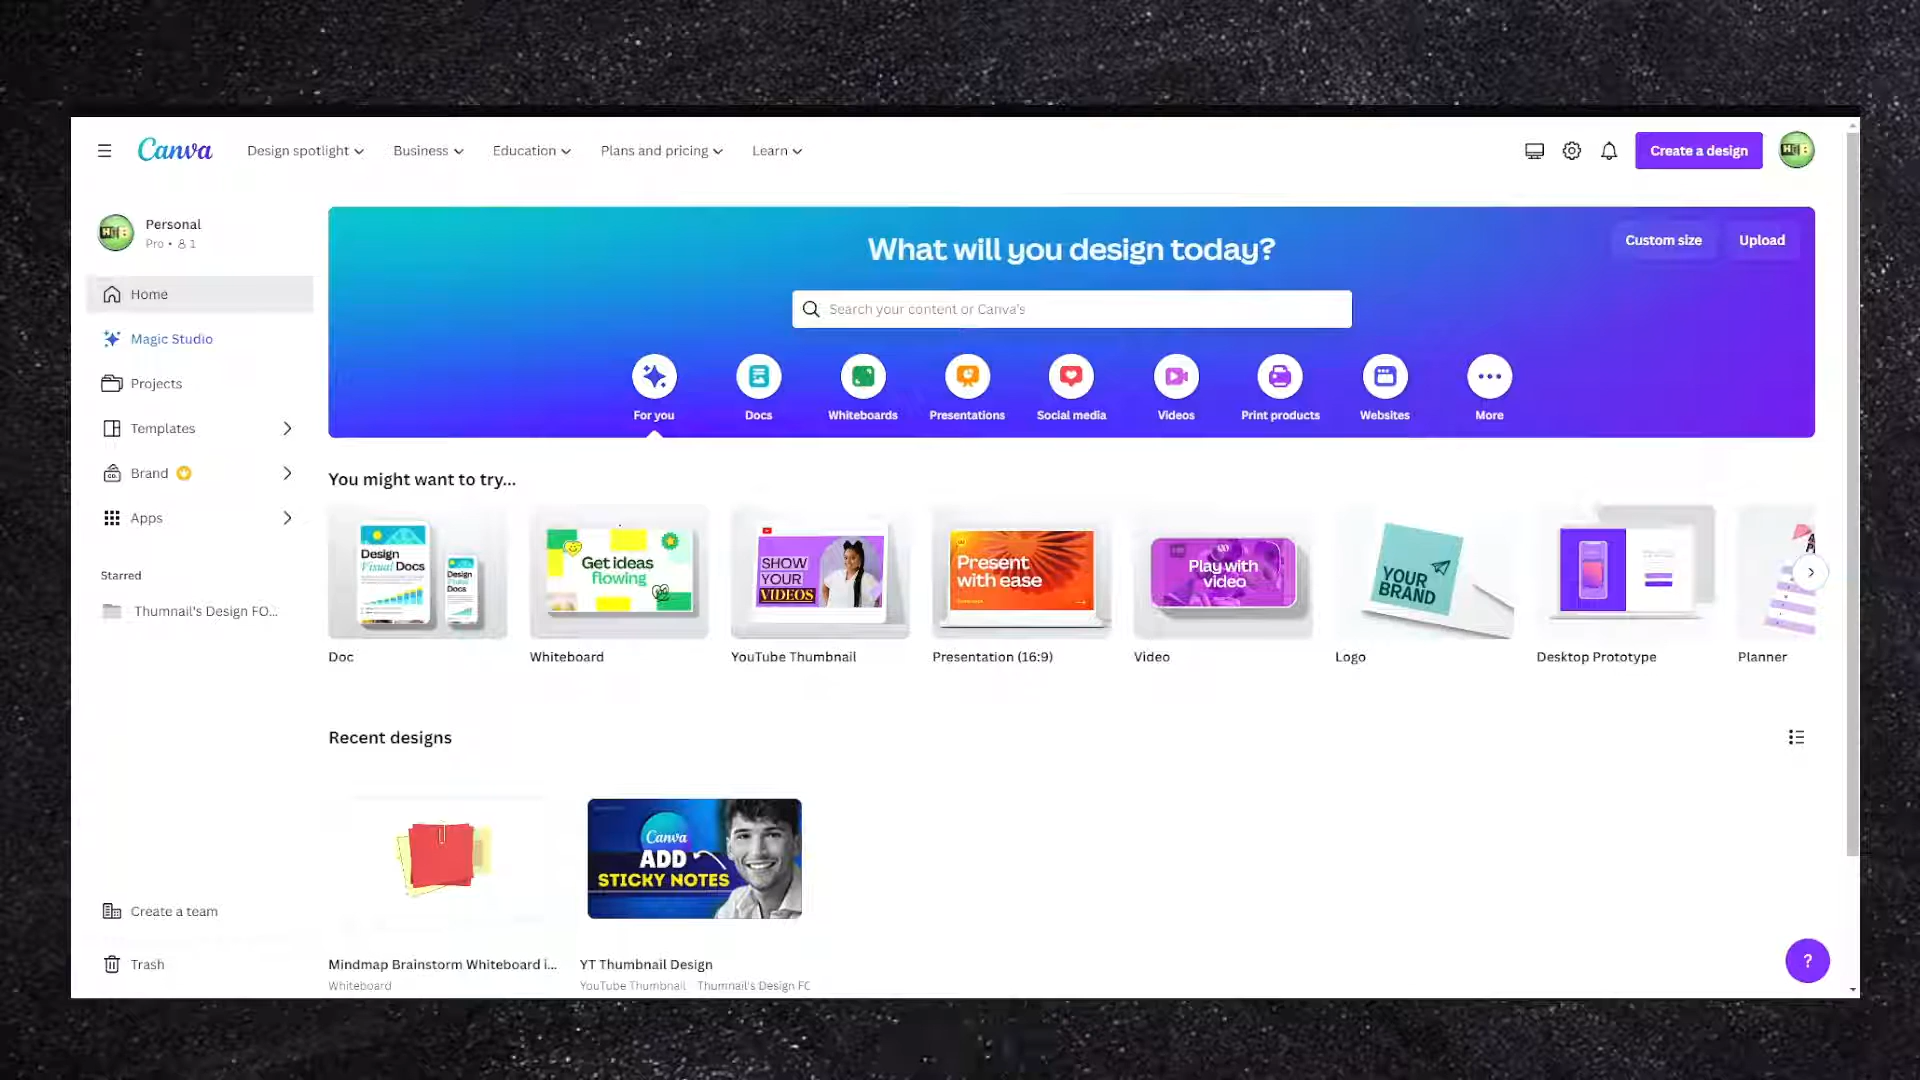 Canva
Design spotlight
Business
Education
Plans and pricing
Learn
Create a design
Personal
Pro • 1
Home
Magic Studio
Projects
Templates
Brand
Apps
Starred
Thumnail's Design FO...
Create a team
Trash
What will you design today?
Custom size
Upload
Search your content or Canva's
For you
Docs
Whiteboards
Presentations
Social media
Videos
Print products
Websites
More
You might want to try...
Design
Visual Docs
Design
Docs
Get ideas
flowing
SHOW
YOUR
VIDEOS
Present
with ease
Play with
video
YOUR
BRAND
Doc
Whiteboard
YouTube Thumbnail
Presentation (16:9)
Video
Logo
Desktop Prototype
Planner
Recent designs
Canva
ADD
STICKY NOTES
Mindmap Brainstorm Whiteboard i...
Whiteboard
YT Thumbnail Design
YouTube Thumbnail
Thumnail's Design FO
?